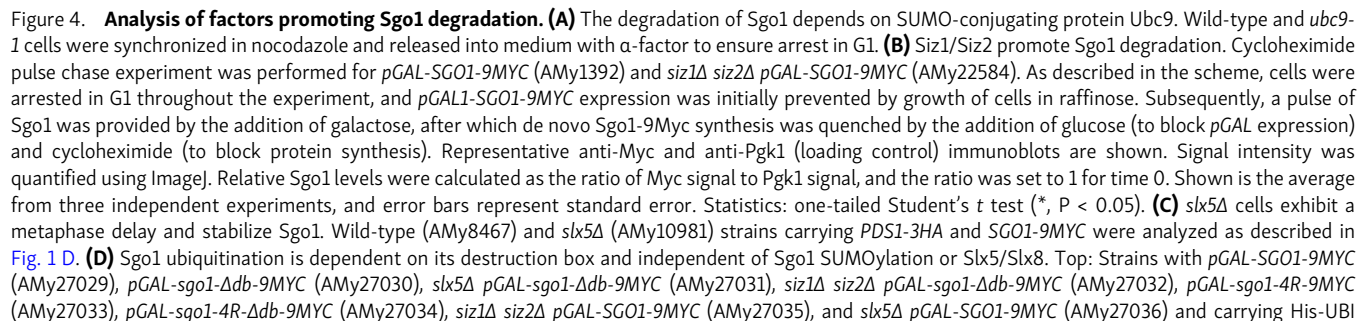 Figure 4. Analysis of factors promoting Sgo1 degradation. (A) The degradation of Sgo1 depends on SUMO-conjugating protein Ubc9. Wild-type and ubc9-
1 cells were synchronized in nocodazole and released into medium with α-factor to ensure arrest in G1. (B) Siz1/Siz2 promote Sgo1 degradation. Cycloheximide
pulse chase experiment was performed for pGAL-SGO1-9MYC (AMy1392) and siz1Δ siz2Δ pGAL-SGO1-9MYC (AMy22584). As described in the scheme, cells were
arrested in G1 throughout the experiment, and pGAL1-SGO1-9MYC expression was initially prevented by growth of cells in raffinose. Subsequently, a pulse of
Sgo1 was provided by the addition of galactose, after which de novo Sgo1-9Myc synthesis was quenched by the addition of glucose (to block pGAL expression)
and cycloheximide (to block protein synthesis). Representative anti-Myc and anti-Pgk1 (loading control) immunoblots are shown. Signal intensity was
quantified using ImageJ. Relative Sgo1 levels were calculated as the ratio of Myc signal to Pgk1 signal, and the ratio was set to 1 for time 0. Shown is the average
from three independent experiments, and error bars represent standard error. Statistics: one-tailed Student's t test (*, P < 0.05). (C) slx5Δ cells exhibit a
metaphase delay and stabilize Sgo1. Wild-type (AMy8467) and slx5Δ (AMy10981) strains carrying PDS1-3HA and SGO1-9MYC were analyzed as described in
Fig. 1 D. (D) Sgo1 ubiquitination is dependent on its destruction box and independent of Sgo1 SUMOylation or Slx5/Slx8. Top: Strains with pGAL-SGO1-9MYC
(AMy27029), pGAL-sgo1-Δdb-9MYC (AMy27030), slx5Δ pGAL-sgo1-Δdb-9MYC (AMy27031), siz1Δ siz2Δ pGAL-sgo1-Δdb-9MYC (AMy27032), pGAL-sgo1-4R-9MYC
(AMy27033), pGAL-sgo1-4R-Δdb-9MYC (AMy27034), siz1Δ siz2Δ pGAL-SGO1-9MYC (AMy27035), and slx5Δ pGAL-SGO1-9MYC (AMy27036) and carrying His-UBI